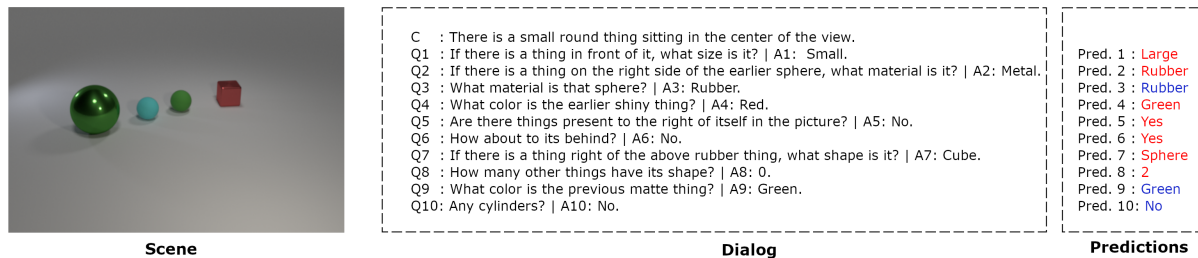 C : There is a small round thing sitting in the center of the view.
Q1 : If there is a thing in front of it, what size is it? | A1: Small.
Q2 : If there is a thing on the right side of the earlier sphere, what material is it? | A2: Metal.
Q3 : What material is that sphere? | A3: Rubber.
Q4 : What color is the earlier shiny thing? | A4: Red.
Q5 : Are there things present to the right of itself in the picture? | A5: No.
Q6 : How about to its behind? | A6: No.
Q7 : If there is a thing right of the above rubber thing, what shape is it? | A7: Cube.
Q8 : How many other things have its shape? | A8: 0.
Q9 : What color is the previous matte thing? | A9: Green.
Q10: Any cylinders? | A10: No.
Pred. 1 : Large
Pred. 2 : Rubber
Pred. 3 : Rubber
Pred. 4 : Green
Pred. 5 : Yes
Pred. 6 : Yes
Pred. 7 : Sphere
Pred. 8 : 2
Pred. 9 : Green
Pred. 10: No
Scene
Dialog
Predictions